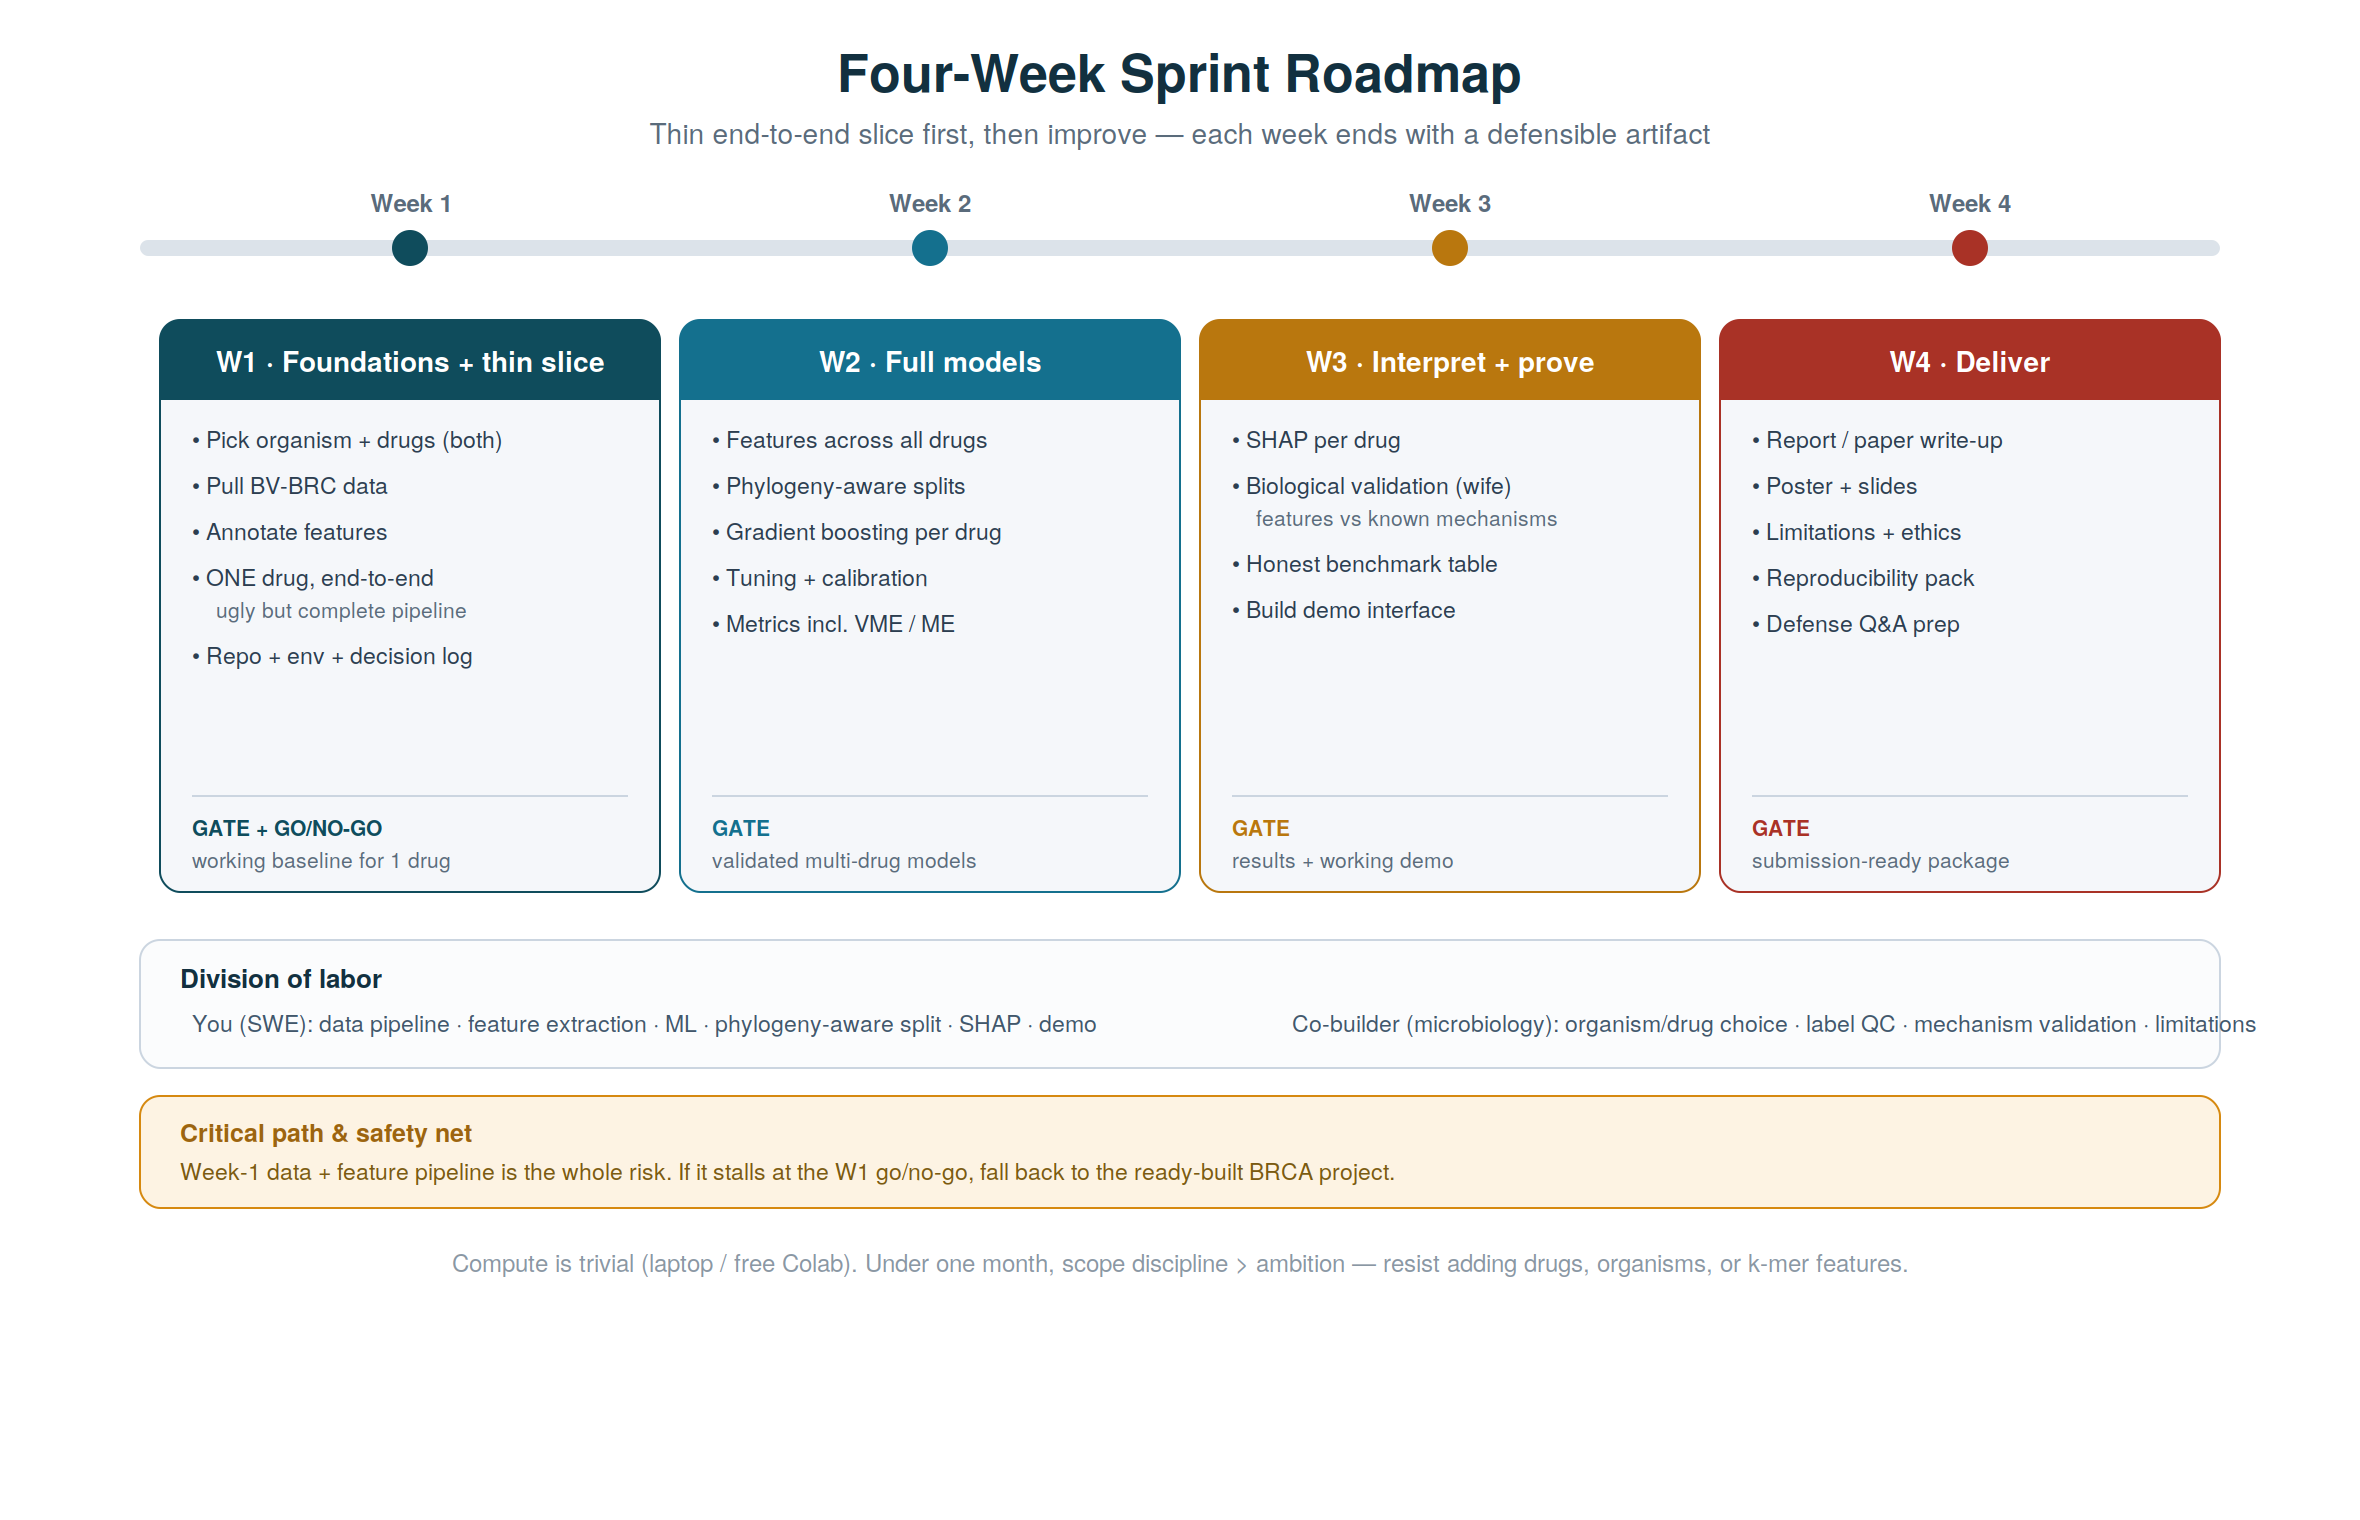 Four-Week Sprint Roadmap
Thin end-to-end slice first, then improve — each week ends with a defensible artifact
Week 1
Week 2
Week 3
Week 4
W1 · Foundations + thin slice
• Pick organism + drugs (both)
• Pull BV-BRC data
• Annotate features
• ONE drug, end-to-end
ugly but complete pipeline
• Repo + env + decision log
GATE + GO/NO-GO
working baseline for 1 drug
W2 · Full models
• Features across all drugs
• Phylogeny-aware splits
• Gradient boosting per drug
• Tuning + calibration
• Metrics incl. VME / ME
GATE
validated multi-drug models
W3 · Interpret + prove
• SHAP per drug
• Biological validation (wife)
features vs known mechanisms
• Honest benchmark table
• Build demo interface
GATE
results + working demo
W4 · Deliver
• Report / paper write-up
• Poster + slides
• Limitations + ethics
• Reproducibility pack
• Defense Q&A prep
GATE
submission-ready package
Division of labor
You (SWE): data pipeline · feature extraction · ML · phylogeny-aware split · SHAP · demo
Co-builder (microbiology): organism/drug choice · label QC · mechanism validation · limitations
Critical path & safety net
Week-1 data + feature pipeline is the whole risk. If it stalls at the W1 go/no-go, fall back to the ready-built BRCA project.
Compute is trivial (laptop / free Colab). Under one month, scope discipline > ambition — resist adding drugs, organisms, or k-mer features.